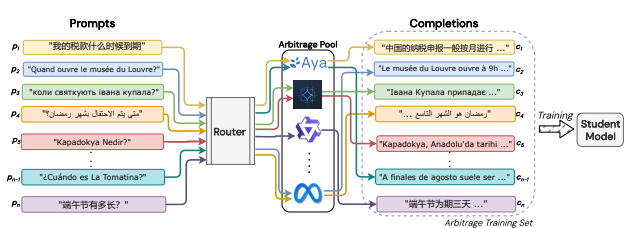 Prompts
Completions
Arbitrage Pool
p1
"我的税款什么时候到期"
p2
"Quand ouvre le musée du Louvre?"
p3
"коли святкують івана купала?"
p4
"متى يتم الاحتفال بشهر رمضان؟"
p5
"Kapadokya Nedir?"
pn-1
"¿Cuándo es La Tomatina?"
pn
"端午节有多长？"
Router
Aya
"中国的纳税申报一般按月进行 ..."
c1
"Le musée du Louvre ouvre à 9h ..."
c2
"Івана Купала припадає ..."
c3
"رمضان هو الشهر التاسع ..."
c4
"Kapadokya, Anadolu'da tarihi ..."
c5
"A finales de agosto suele ser ..."
cn-1
"端午节为期三天 ..."
cn
Training
Student
Model
Arbitrage Training Set